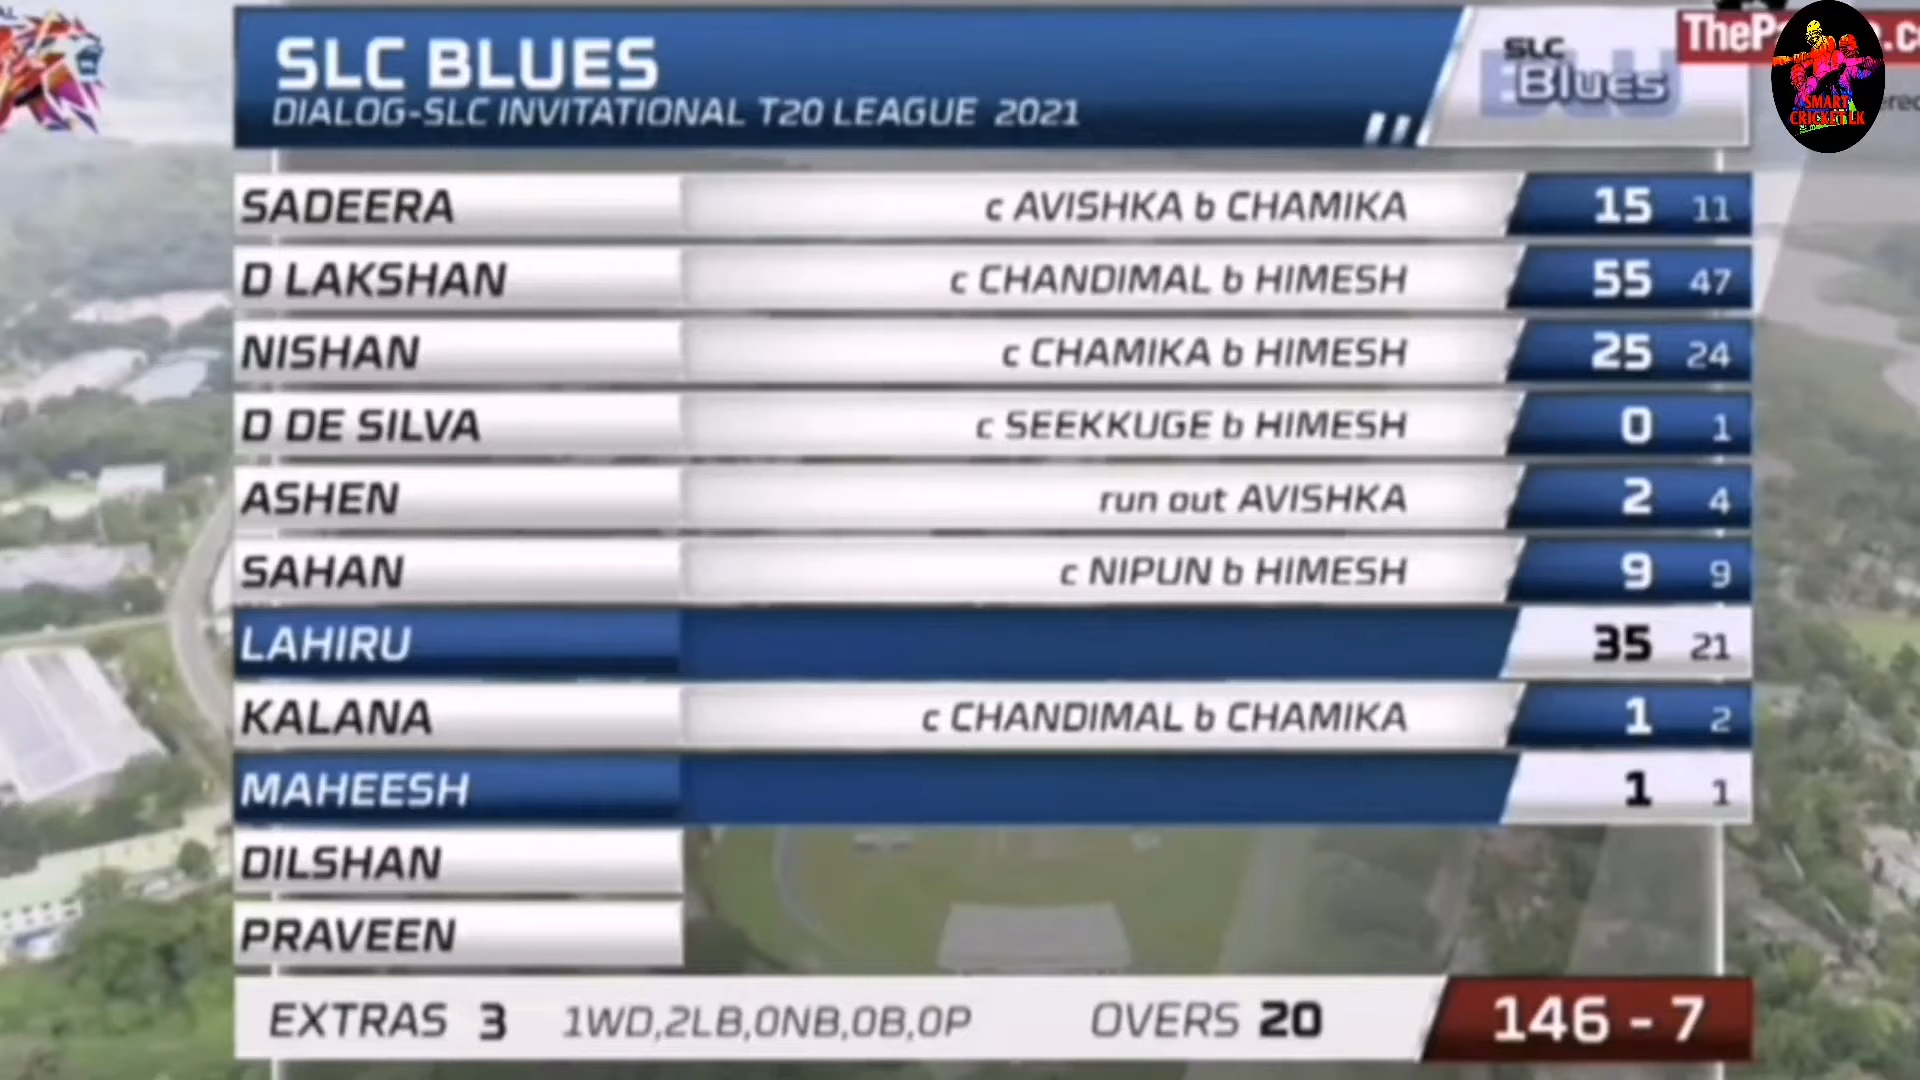 SLC BLUES
DIALOG-SLC INVITATIONAL T20 LEAGUE 2021
SLC
Blues
SMART
CRICKET LK
SADEERA c AVISHKA b CHAMIKA 15 11
D LAKSHAN c CHANDIMAL b HIMESH 55 47
NISHAN c CHAMIKA b HIMESH 25 24
D DE SILVA c SEEKKUGE b HIMESH 0 1
ASHEN run out AVISHKA 2 4
SAHAN c NIPUN b HIMESH 9 9
LAHIRU 35 21
KALANA c CHANDIMAL b CHAMIKA 1 2
MAHEESH 1 1
DILSHAN
PRAVEEN
EXTRAS 3 1WD,2LB,0NB,0B,0P OVERS 20 146 - 7